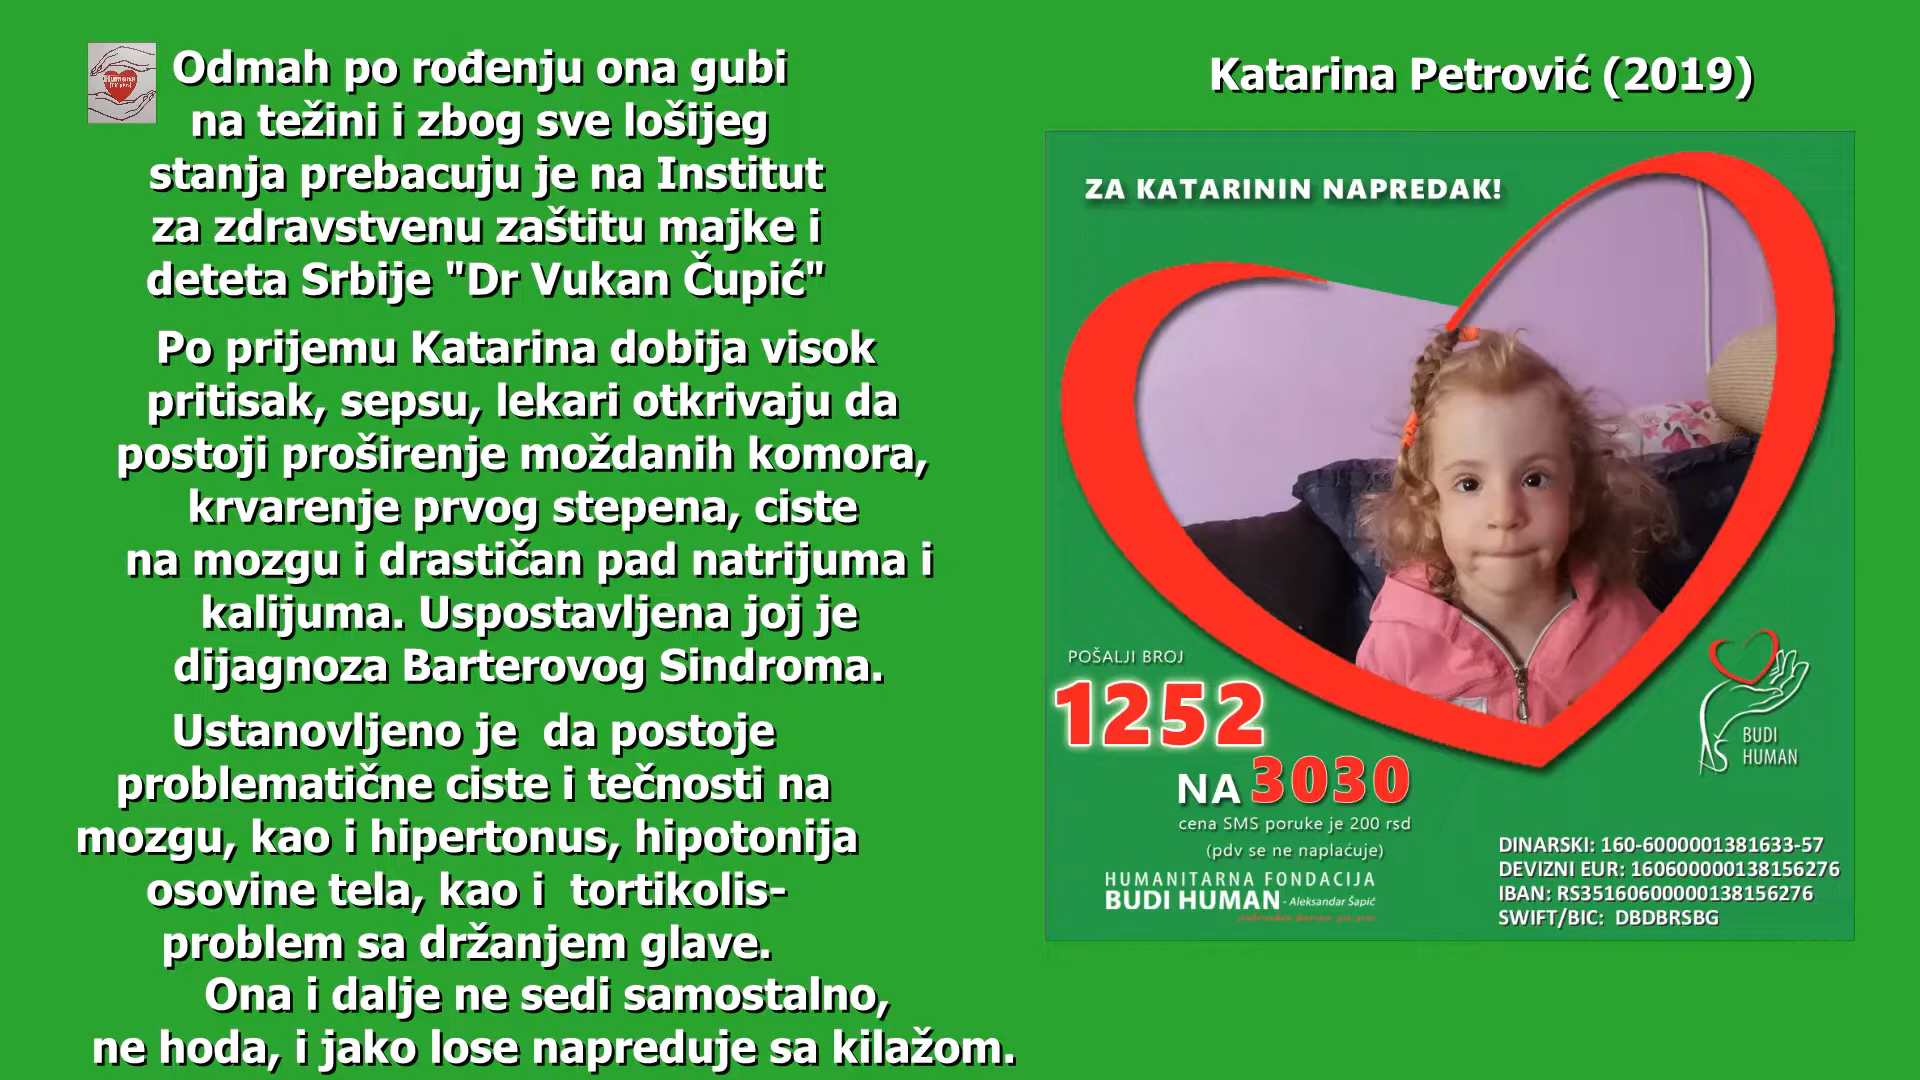 Odmah po rođenju ona gubi
na težini i zbog sve lošijeg
stanja prebacuju je na Institut
za zdravstvenu zaštitu majke i
deteta Srbije "Dr Vukan Čupić"
Po prijemu Katarina dobija visok
pritisak, sepsu, lekari otkrivaju da
postoji proširenje moždanih komora,
krvarenje prvog stepena, ciste
na mozgu i drastičan pad natrijuma i
kalijuma. Uspostavljena joj je
dijagnoza Barterovog Sindroma.
Ustanovljeno je  da postoje
problematične ciste i tečnosti na
mozgu, kao i hipertonus, hipotonija
osovine tela, kao i  tortikolis-
problem sa držanjem glave.
Ona i dalje ne sedi samostalno,
ne hoda, i jako lose napreduje sa kilažom.
Katarina Petrović (2019)
ZA KATARININ NAPREDAK!
POŠALJI BROJ
1252
NA 3030
cena SMS poruke je 200 rsd
(pdv se ne naplaćuje)
HUMANITARNA FONDACIJA
BUDI HUMAN - Aleksandar Šapić
BUDI
HUMAN
DINARSKI: 160-6000001381633-57
DEVIZNI EUR: 160600000138156276
IBAN: RS35160600000138156276
SWIFT/BIC:  DBDBRSBG